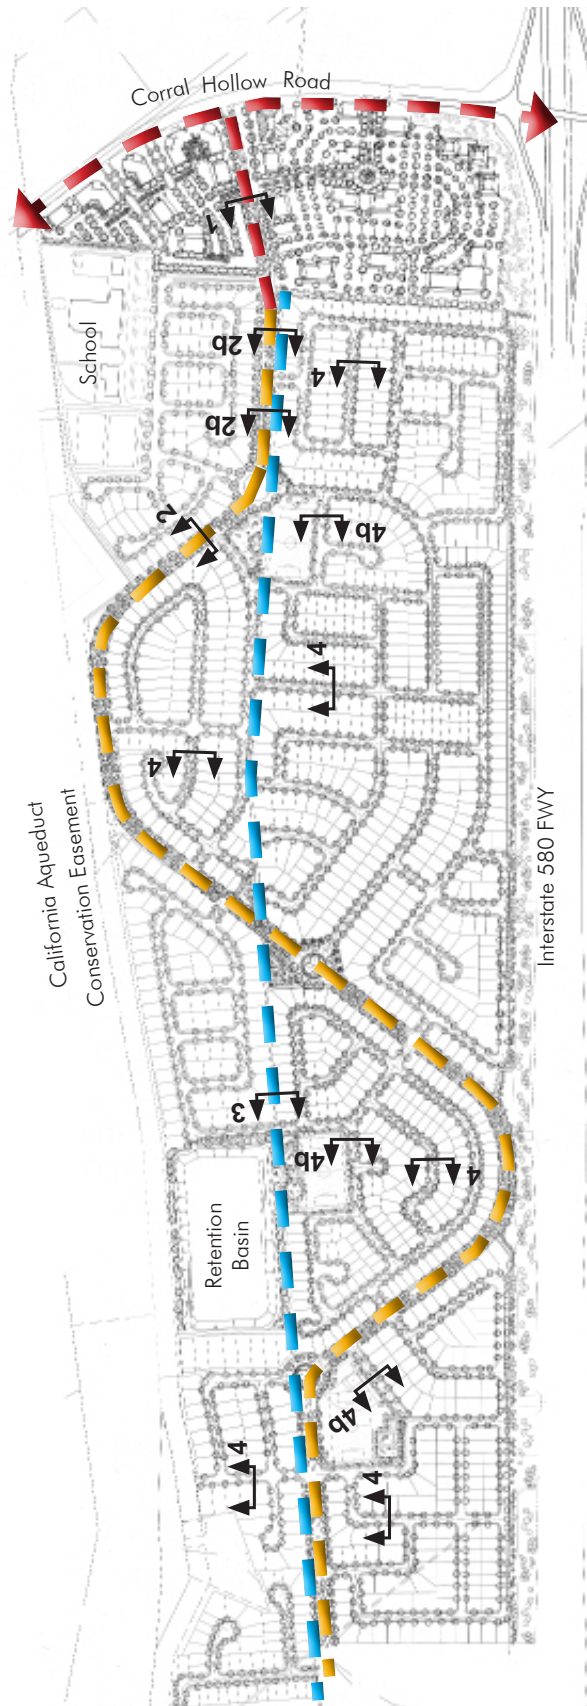 Corral Hollow Road
1
School
2b
4
2b
2
4b
4
4
California Aqueduct
Conservation Easement
Interstate 580 FWY
3
4b
4
Retention
Basin
4b
4
4